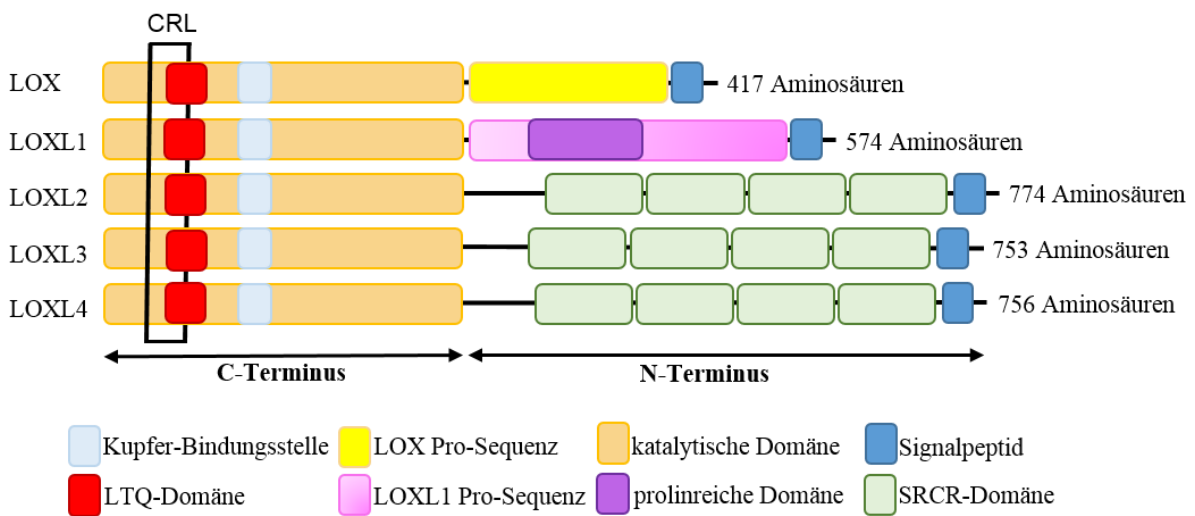 CRL
LOX
417 Aminosäuren
LOXL1
574 Aminosäuren
LOXL2
774 Aminosäuren
LOXL3
753 Aminosäuren
LOXL4
756 Aminosäuren
C-Terminus
N-Terminus
Kupfer-Bindungsstelle
LOX Pro-Sequenz
katalytische Domäne
Signalpeptid
LTQ-Domäne
LOXL1 Pro-Sequenz
prolinreiche Domäne
SRCR-Domäne